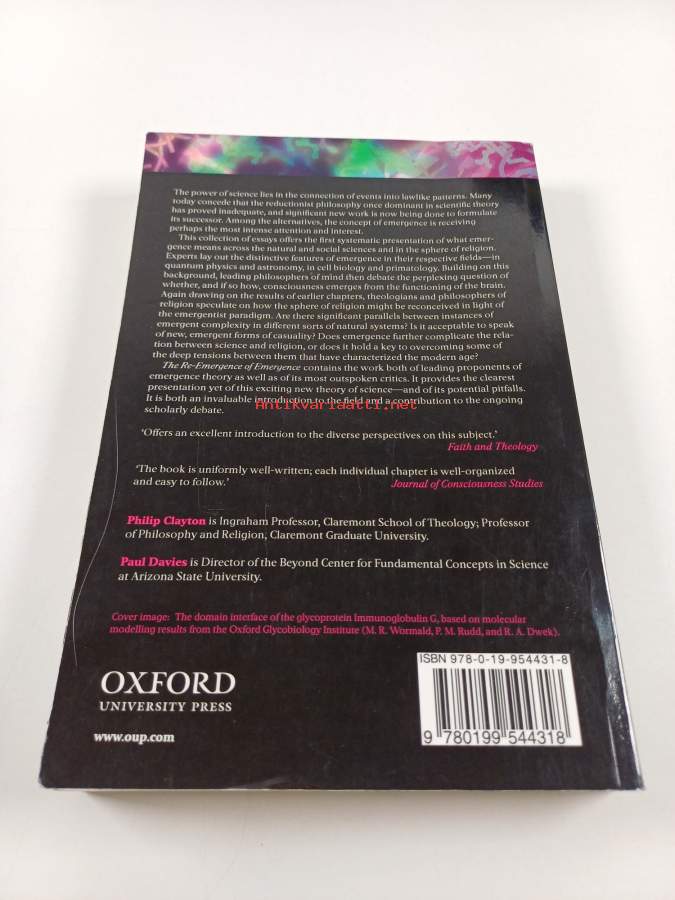 The power of science lies in the connection of events into lawlike patterns. Many
today concede that the reductionist philosophy once dominant in scientific theory
has proved inadequate, and significant new work is now being done to formulate
its successor. Among the alternatives, the concept of emergence is receiving
perhaps the most intense attention and interest.
This collection of essays offers the first systematic presentation of what emer-
gence means across the natural and social sciences and in the sphere of religion.
Experts lay out the distinctive features of emergence in their respective fields—in
quantum physics and astronomy, in cell biology and primatology. Building on this
background, leading philosophers of mind then debate the perplexing question of
whether, and if so how, consciousness emerges from the functioning of the brain.
Again drawing on the results of earlier chapters, theologians and philosophers of
religion speculate on how the sphere of religion might be reconceived in light of
the emergentist paradigm. Are there significant parallels between instances of
emergent complexity in different sorts of natural systems? Is it acceptable to speak
of new, emergent forms of casuality? Does emergence further complicate the rela-
tion between science and religion, or does it hold a key to overcoming some of
the deep tensions between them that have characterized the modern age?
The Re-Emergence of Emergence contains the work both of leading proponents of
emergence theory as well as of its most outspoken critics. It provides the clearest
presentation yet of this exciting new theory of science—and of its potential pitfalls.
It is both an invaluable introduction to the field and a contribution to the ongoing
Antikvariaatti.net
scholarly debate.
'Offers an excellent introduction to the diverse perspectives on this subject.'
Faith and Theology
'The book is uniformly well-written; each individual chapter is well-organized
and easy to follow.' Journal of Consciousness Studies
Philip Clayton is Ingraham Professor, Claremont School of Theology; Professor
of Philosophy and Religion, Claremont Graduate University.
Paul Davies is Director of the Beyond Center for Fundamental Concepts in Science
at Arizona State University.
Cover image: The domain interface of the glycoprotein Immunoglobulin G, based on molecular
modelling results from the Oxford Glycobiology Institute (M. R. Wormald, P. M. Rudd, and R. A. Dwek).
ISBN 978-0-19-954431-8
OXFORD
UNIVERSITY PRESS
www.oup.com
9 780199 544318